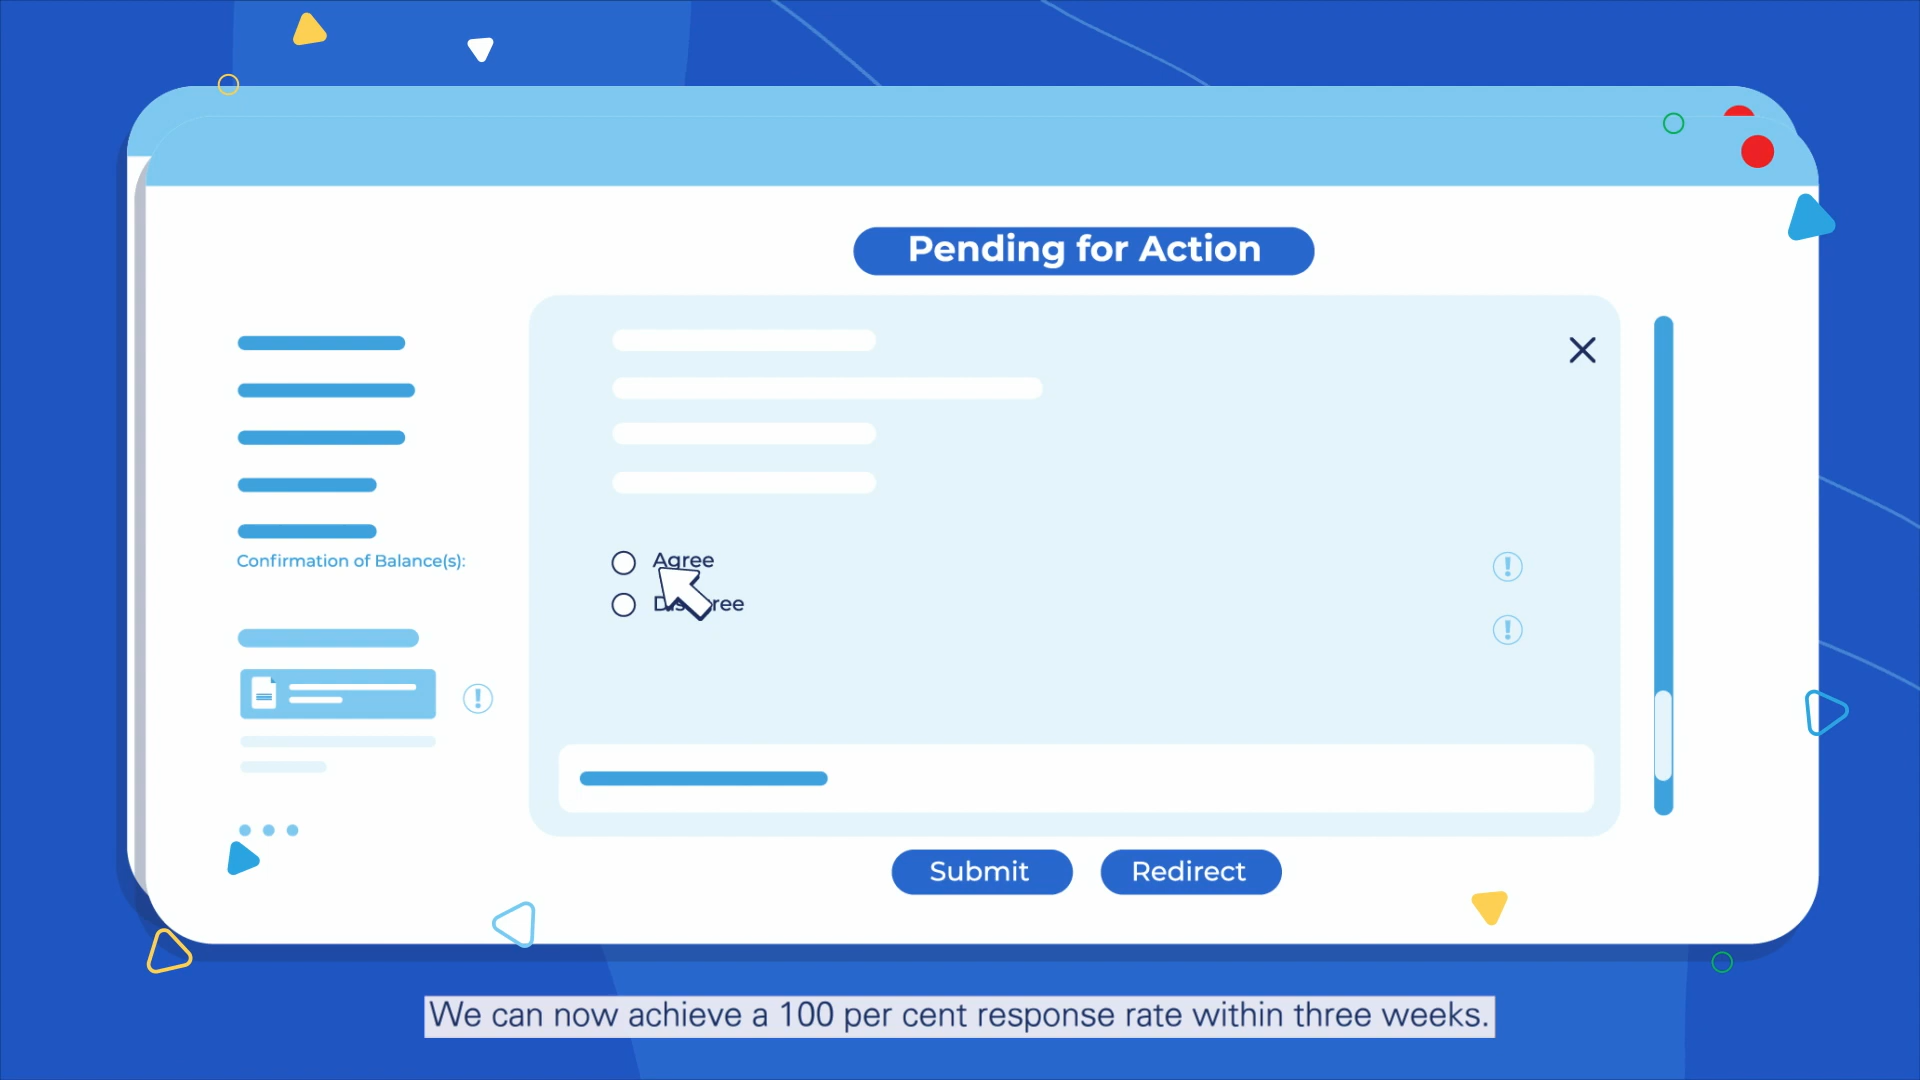 Pending for Action
Confirmation of Balance(s):
Agree
Submit
Redirect
We can now achieve a 100 per cent response rate within three weeks.